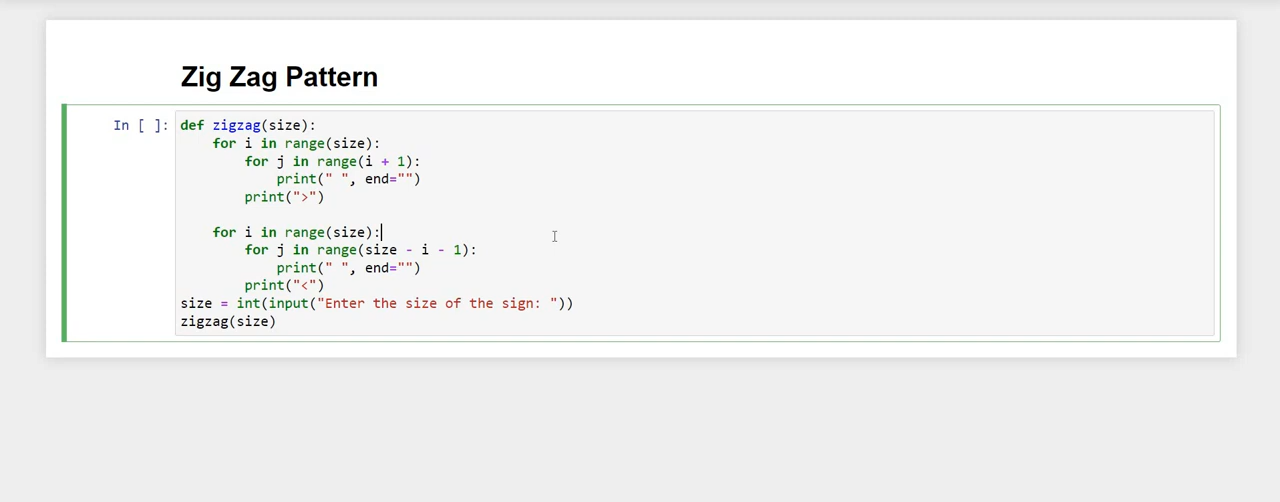 Zig Zag Pattern
In [ ]: def zigzag(size):
    for i in range(size):
        for j in range(i + 1):
            print(" ", end="")
        print(">")

    for i in range(size):
        for j in range(size - i - 1):
            print(" ", end="")
        print("<")
size = int(input("Enter the size of the sign: "))
zigzag(size)